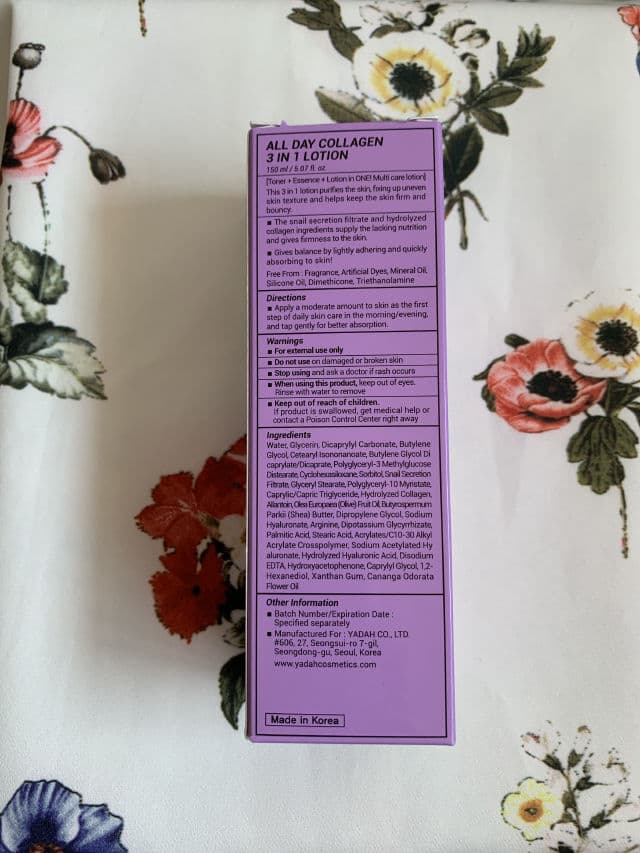 ALL DAY COLLAGEN
3 IN 1 LOTION
150 ml / 5.07 fl. oz.
[Toner + Essence + Lotion in ONE! Multi care lotion]
This 3 in 1 lotion purifies the skin, fixing up uneven
skin texture and helps keep the skin firm and
bouncy.
■ The snail secretion filtrate and hydrolyzed
collagen ingredients supply the lacking nutrition
and gives firmness to the skin.
■ Gives balance by lightly adhering and quickly
absorbing to skin!
Free From : Fragrance, Artificial Dyes, Mineral Oil,
Silicone Oil, Dimethicone, Triethanolamine
Directions
■ Apply a moderate amount to skin as the first
step of daily skin care in the morning/evening,
and tap gently for better absorption.
Warnings
■ For external use only
■ Do not use on damaged or broken skin
■ Stop using and ask a doctor if rash occurs
■ When using this product, keep out of eyes.
Rinse with water to remove
■ Keep out of reach of children.
If product is swallowed, get medical help or
contact a Poison Control Center right away
Ingredients
Water, Glycerin, Dicaprylyl Carbonate, Butylene
Glycol, Cetearyl Isononanoate, Butylene Glycol Di
caprylate/Dicaprate, Polyglyceryl-3 Methylglucose
Distearate, Cyclohexasiloxane, Sorbitol, Snail Secretion
Filtrate, Glyceryl Stearate, Polyglyceryl-10 Myristate,
Caprylic/Capric Triglyceride, Hydrolyzed Collagen,
Allantoin, Olea Europaea (Olive) Fruit Oil, Butyrospermum
Parkii (Shea) Butter, Dipropylene Glycol, Sodium
Hyaluronate, Arginine, Dipotassium Glycyrrhizate,
Palmitic Acid, Stearic Acid, Acrylates/C10-30 Alkyl
Acrylate Crosspolymer, Sodium Acetylated Hy
aluronate, Hydrolyzed Hyaluronic Acid, Disodium
EDTA, Hydroxyacetophenone, Caprylyl Glycol, 1,2-
Hexanediol, Xanthan Gum, Cananga Odorata
Flower Oil
Other Information
■ Batch Number/Expiration Date :
Specified separately
■ Manufactured For : YADAH CO., LTD.
#606, 27, Seongsui-ro 7-gil,
Seongdong-gu, Seoul, Korea
www.yadahcosmetics.com
Made in Korea